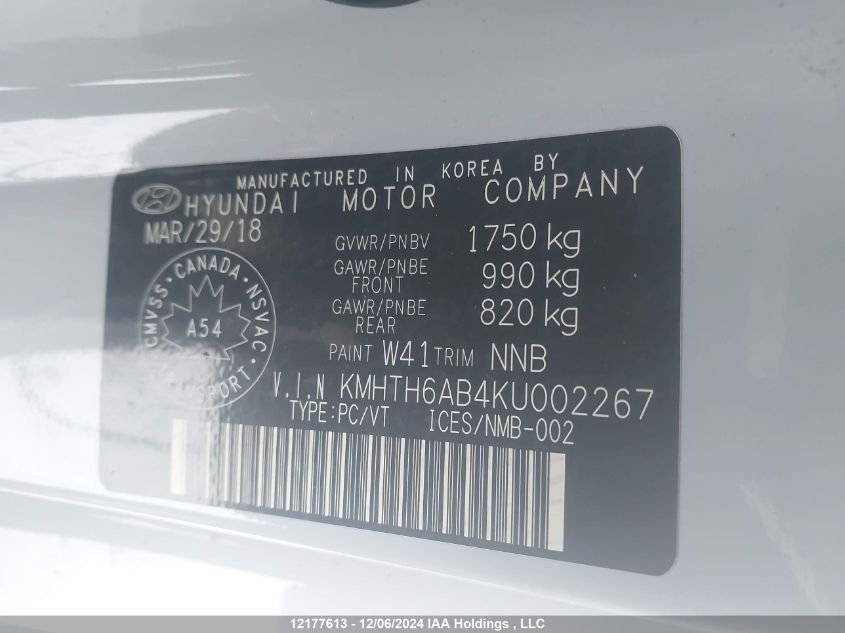 MANUFACTURED IN KOREA BY
HYUNDAI MOTOR COMPANY
MAR/29/18
GVWR/PNBV 1750 kg
GAWR/PNBE FRONT 990 kg
GAWR/PNBE REAR 820 kg
CMVSS • CANADA • NSVAC
A54
PAINT W41 TRIM NNB
V.I.N KMHTH6AB4KU002267
TYPE:PC/VT ICES/NMB-002
12177613 - 12/06/2024 IAA Holdings , LLC